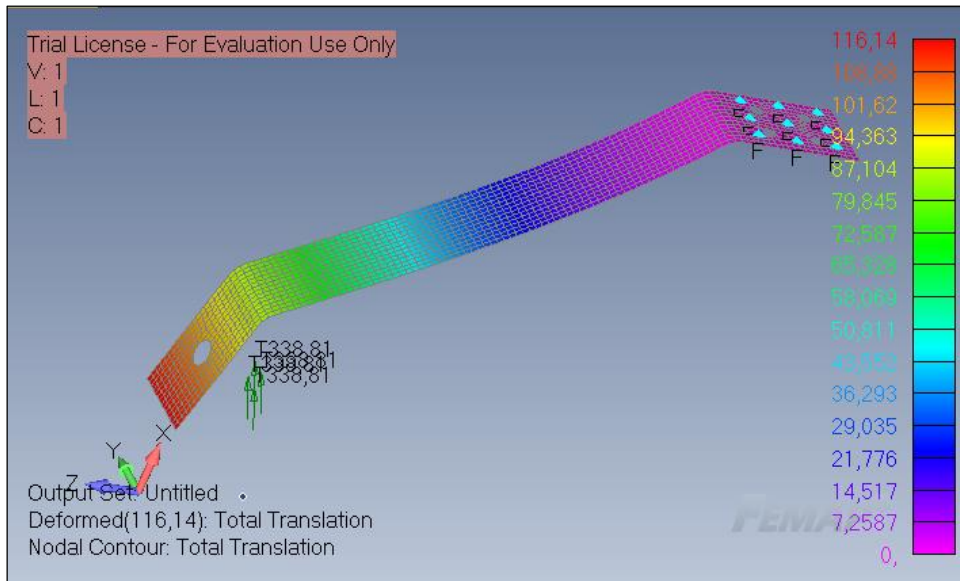 Trial License - For Evaluation Use Only
V: 1
L: 1
C: 1
116,14
108,88
101,62
94,363
87,104
79,845
72,587
65,328
58,069
50,811
43,552
36,293
29,035
21,776
14,517
7,2587
0,
F
F
F
T338,81
T338,81
X
Y
Z
Output Set: Untitled
Deformed(116,14): Total Translation
Nodal Contour: Total Translation